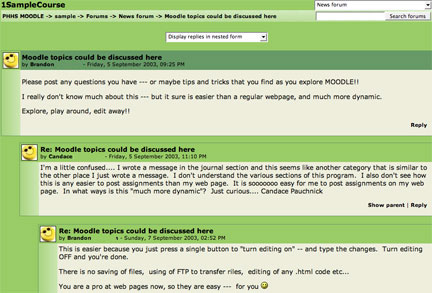 1SampleCourse
News forum
PHHS MOODLE -> sample -> Forums -> News forum -> Moodle topics could be discussed here
Search forums
Display replies in nested form
Moodle topics could be discussed here
by Brandon - Friday, 5 September 2003, 09:25 PM
Please post any questions you have --- or maybe tips and tricks that you find as you explore MOODLE!!
I really don't know much about this --- but it sure is easier than a regular webpage, and much more dynamic.
Explore, play around, edit away!!
Reply
Re: Moodle topics could be discussed here
by Candace - Friday, 5 September 2003, 11:10 PM
I'm a little confused.... I wrote a message in the journal section and this seems like another category that is similar to
the other place I just wrote a message. I don't understand the various sections of this program. I also don't see how
this is any easier to post assignments than my web page. It is sooooooo easy for me to post assignments on my web
page. In what ways is this "much more dynamic"? Just curious.... Candace Pauchnick
Show parent | Reply
Re: Moodle topics could be discussed here
by Brandon - Sunday, 7 September 2003, 02:52 PM
This is easier because you just press a single button to "turn editing on" -- and type the changes. Turn editing
OFF and you're done.
There is no saving of files, using of FTP to transfer files, editing of any .html code etc...
You are a pro at web pages now, so they are easy --- for you